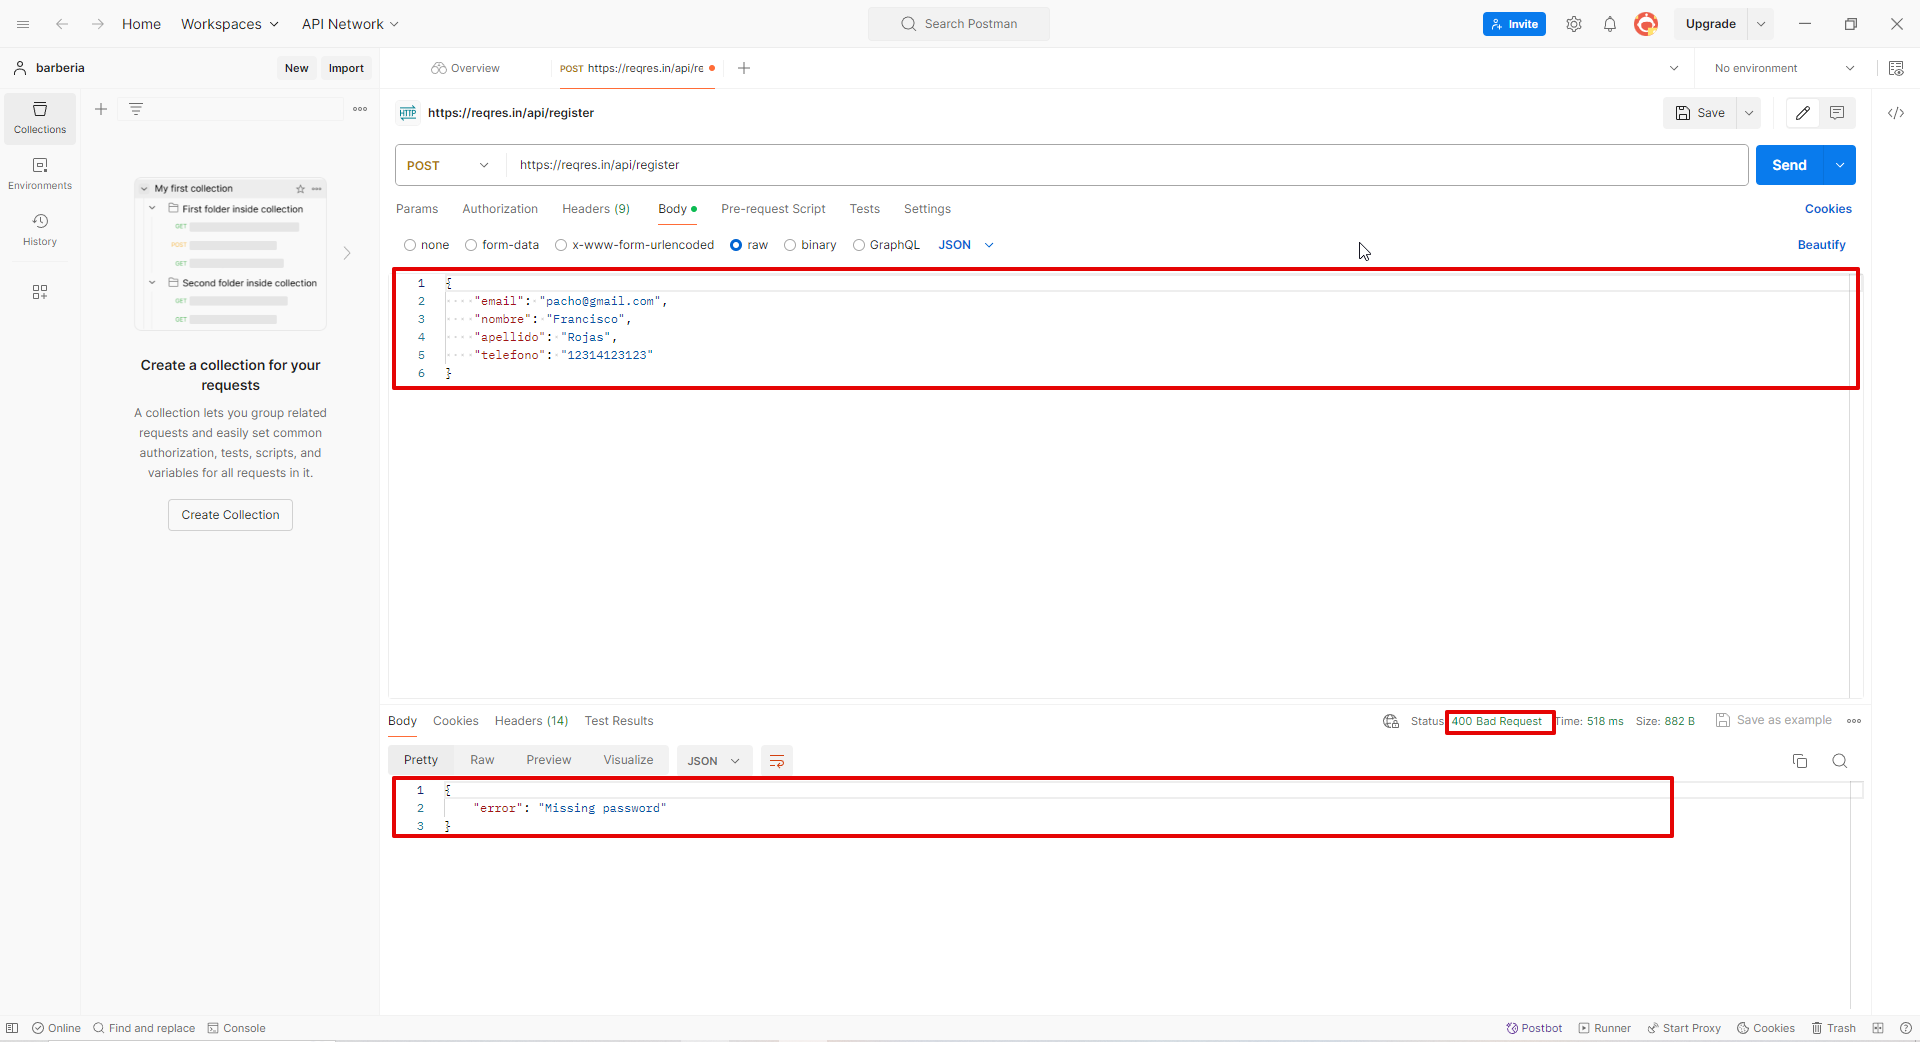 Home Workspaces API Network Search Postman Invite Upgrade
barberia New Import Overview POST https://reqres.in/api/re No environment
Collections
Environments
History
My first collection
First folder inside collection
GET
POST
GET
Second folder inside collection
GET
GET
Create a collection for your
requests
A collection lets you group related
requests and easily set common
authorization, tests, scripts, and
variables for all requests in it.
Create Collection
HTTP https://reqres.in/api/register Save
POST https://reqres.in/api/register Send
Params Authorization Headers (9) Body Pre-request Script Tests Settings Cookies
none form-data x-www-form-urlencoded raw binary GraphQL JSON Beautify
1 {
2 "email": "pacho@gmail.com",
3 "nombre": "Francisco",
4 "apellido": "Rojas",
5 "telefono": "12314123123"
6 }
Body Cookies Headers (14) Test Results Status 400 Bad Request Time: 518 ms Size: 882 B Save as example
Pretty Raw Preview Visualize JSON
1 {
2 "error": "Missing password"
3 }
Online Find and replace Console Postbot Runner Start Proxy Cookies Trash